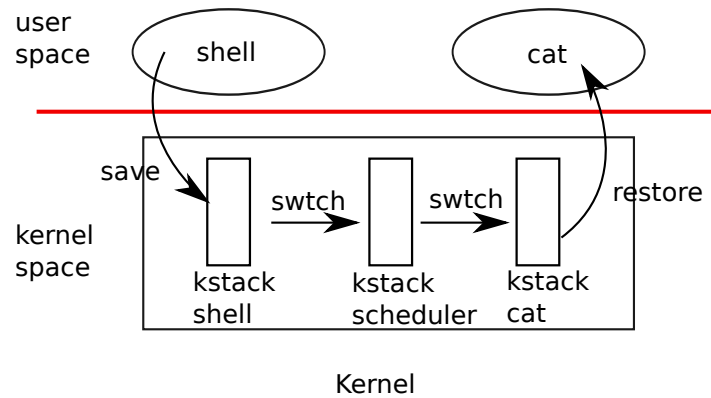 user
space
shell
cat
save
swtch
swtch
restore
kernel
space
kstack
shell
kstack
scheduler
kstack
cat
Kernel